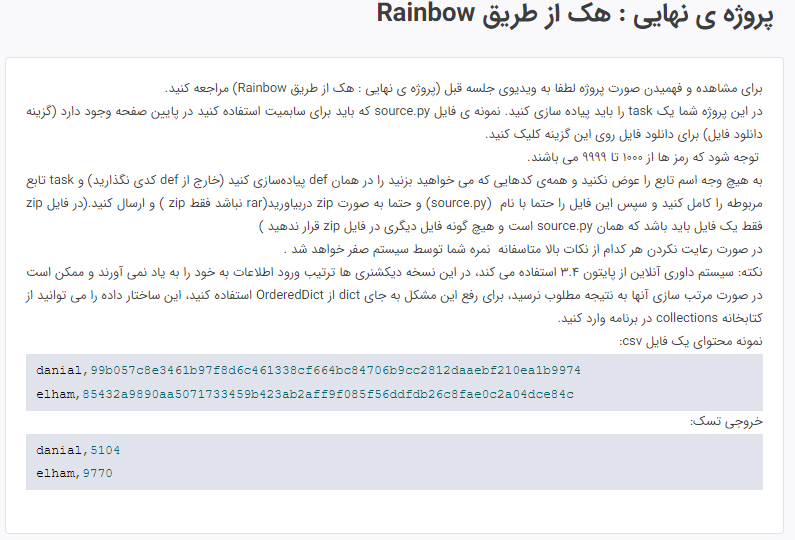 پروژه ی نهایی : هک از طریق Rainbow
برای مشاهده و فهمیدن صورت پروژه لطفا به ویدیوی جلسه قبل (پروژه ی نهایی : هک از طریق Rainbow) مراجعه کنید.
در این پروژه شما یک task را باید پیاده سازی کنید. نمونه ی فایل source.py که باید برای سابمیت استفاده کنید در پایین صفحه وجود دارد (گزینه
دانلود فایل) برای دانلود فایل روی این گزینه کلیک کنید.
توجه شود که رمز ها از ۱۰۰۰ تا ۹۹۹۹ می باشند.
به هیچ وجه اسم تابع را عوض نکنید و همه‌ی کدهایی که می خواهید بزنید را در همان def پیاده‌سازی کنید (خارج از def کدی نگذارید) و task تابع
مربوطه را کامل کنید و سپس این فایل را حتما با نام (source.py) و حتما به صورت zip دربیاورید(rar نباشد فقط zip ) و ارسال کنید.(در فایل zip
فقط یک فایل باید باشد که همان source.py است و هیچ گونه فایل دیگری در فایل zip قرار ندهید )
در صورت رعایت نکردن هر کدام از نکات بالا متاسفانه نمره شما توسط سیستم صفر خواهد شد .
نکته: سیستم داوری آنلاین از پایتون ۳.۴ استفاده می کند، در این نسخه دیکشنری ها ترتیب ورود اطلاعات به خود را به یاد نمی آورند و ممکن است
در صورت مرتب سازی آنها به نتیجه مطلوب نرسید، برای رفع این مشکل به جای dict از OrderedDict استفاده کنید، این ساختار داده را می توانید از
کتابخانه collections در برنامه وارد کنید.
نمونه محتوای یک فایل csv:
danial,99b057c8e3461b97f8d6c461338cf664bc84706b9cc2812daaebf210ea1b9974
elham,85432a9890aa5071733459b423ab2aff9f085f56ddfdb26c8fae0c2a04dce84c
خروجی تسک:
danial,5104
elham,9770